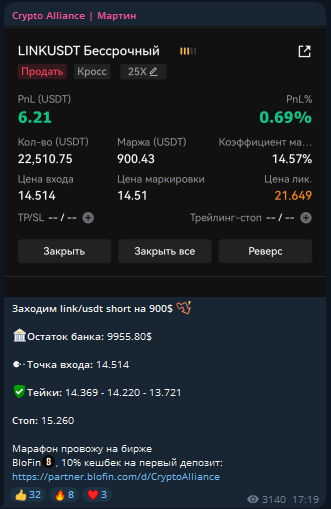 Crypto Alliance | Мартин
LINKUSDT Бессрочный
Продать Кросс 25X
PnL (USDT) PnL%
6.21 0.69%
Кол-во (USDT) Маржа (USDT) Коэффициент ма...
22,510.75 900.43 14.57%
Цена входа Цена маркировки Цена лик.
14.514 14.51 21.649
TP/SL -- / -- Трейлинг-стоп -- / --
Закрыть Закрыть все Реверс
Заходим link/usdt short на 900$
Остаток банка: 9955.80$
Точка входа: 14.514
Тейки: 14.369 - 14.220 - 13.721
Стоп: 15.260
Марафон провожу на бирже
BloFin, 10% кешбек на первый депозит:
https://partner.blofin.com/d/CryptoAlliance
32 8 3 3140 17:19